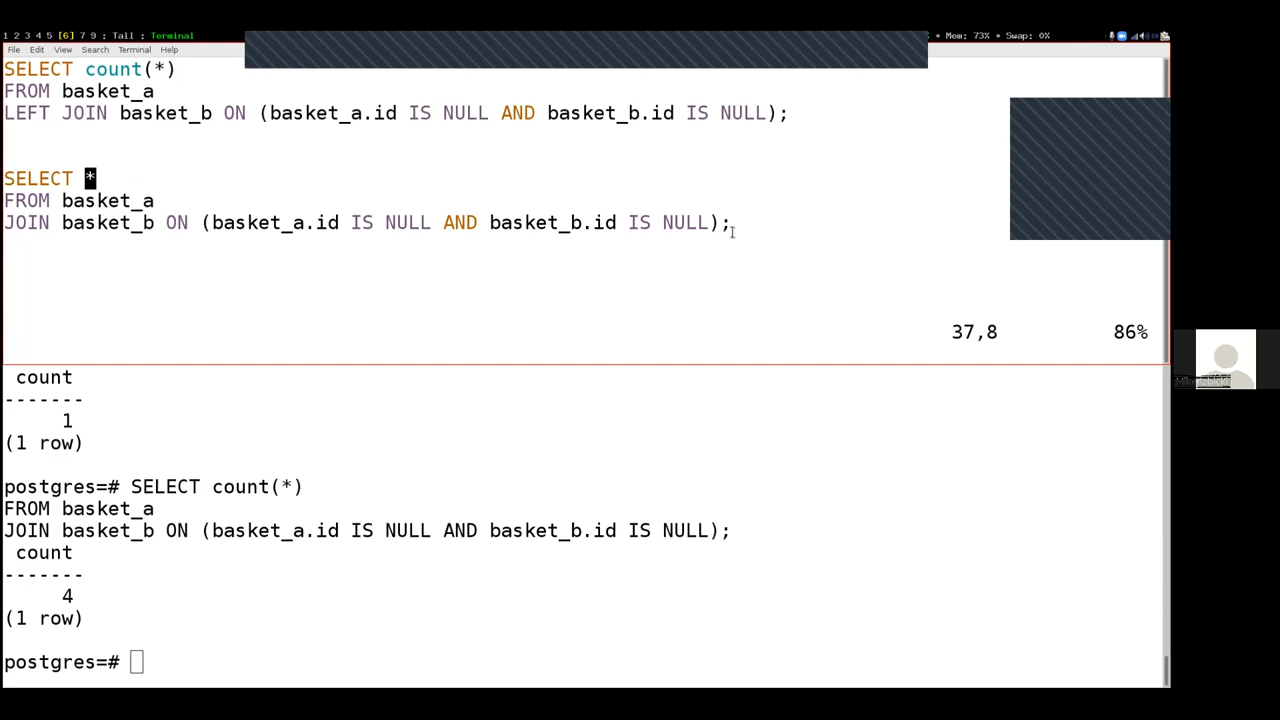 1 2 3 4 5 [6] 7 9 : Tall : Terminal
* Mem: 73% * Swap: 0%
File Edit View Search Terminal Help
SELECT count(*)
FROM basket_a
LEFT JOIN basket_b ON (basket_a.id IS NULL AND basket_b.id IS NULL);
SELECT *
FROM basket_a
JOIN basket_b ON (basket_a.id IS NULL AND basket_b.id IS NULL);
37,8 86%
count
-------
1
(1 row)
postgres=# SELECT count(*)
FROM basket_a
JOIN basket_b ON (basket_a.id IS NULL AND basket_b.id IS NULL);
count
-------
4
(1 row)
postgres=#